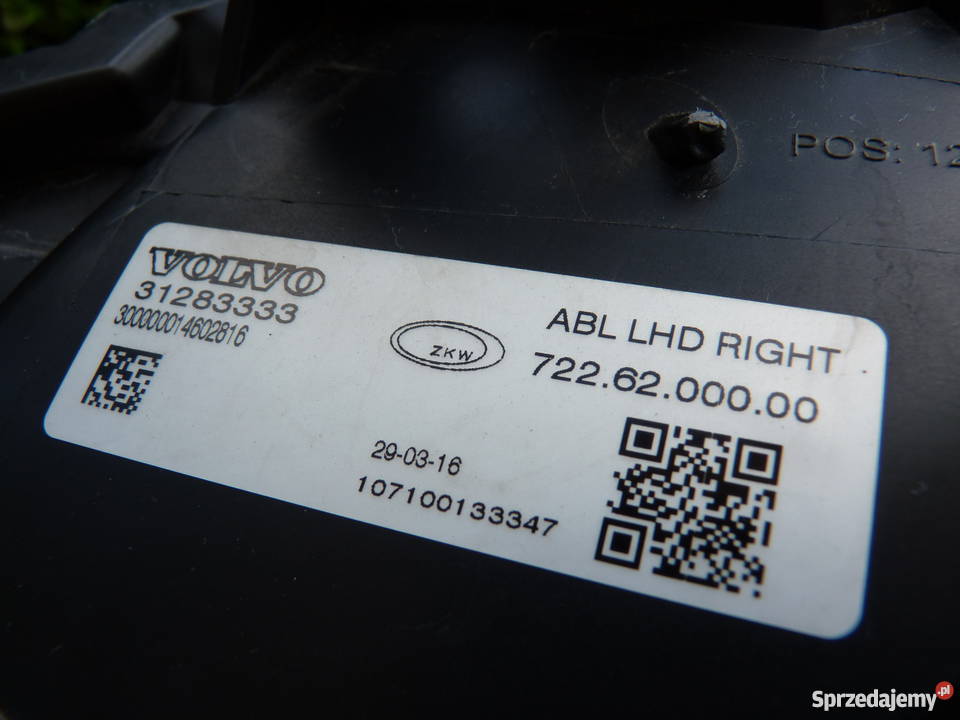 POS: 12
VOLVO
31283333
300000014602816
ZKW
ABL LHD RIGHT
722.62.000.00
29-03-16
107100133347
Sprzedajemy.pl